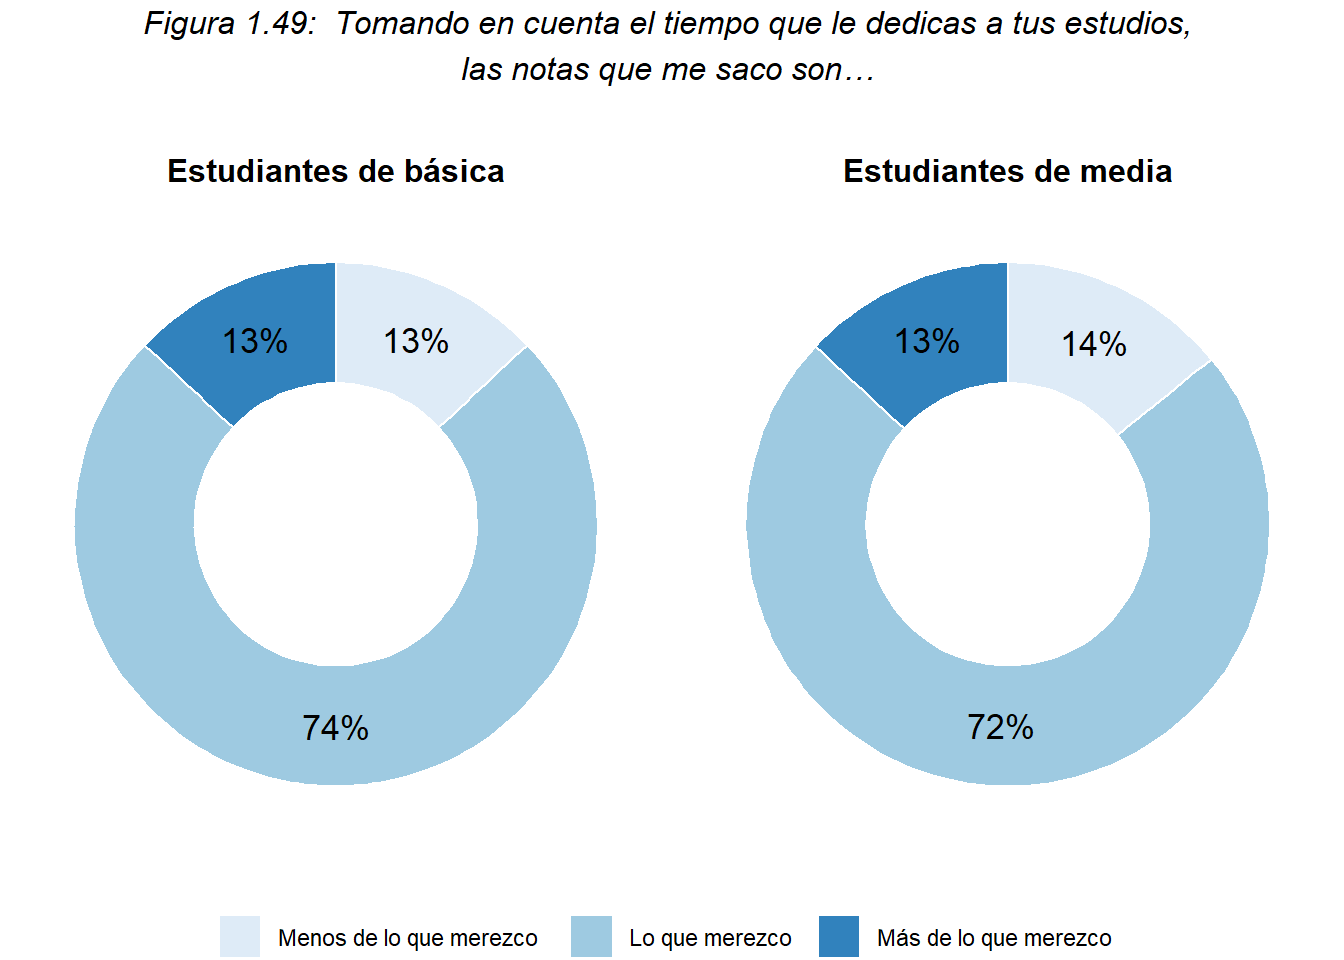 Figura 1.49:  Tomando en cuenta el tiempo que le dedicas a tus estudios,
las notas que me saco son…
Estudiantes de básica
Estudiantes de media
13%
13%
74%
13%
14%
72%
Menos de lo que merezco
Lo que merezco
Más de lo que merezco